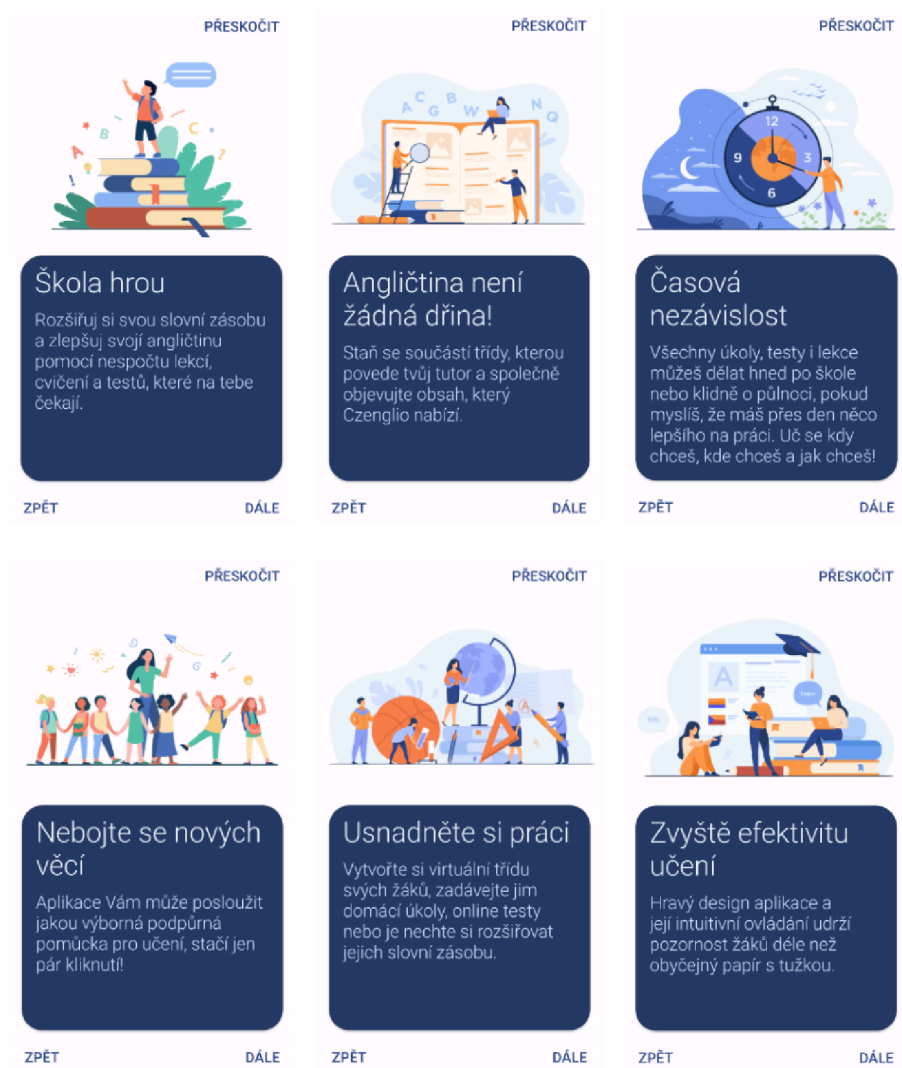 PŘESKOČIT
A
B
C
?
!
Škola hrou
Rozšiřuj si svou slovní zásobu
a zlepšuj svojí angličtinu
pomocí nespočtu lekcí,
cvičení a testů, které na tebe
čekají.
ZPĚT
DÁLE
PŘESKOČIT
A C G B W N Q
Angličtina není
žádná dřina!
Staň se součástí třídy, kterou
povede tvůj tutor a společně
objevujte obsah, který
Czenglio nabízí.
ZPĚT
DÁLE
PŘESKOČIT
12
9 3
6
Časová
nezávislost
Všechny úkoly, testy i lekce
můžeš dělat hned po škole
nebo klidně o půlnoci, pokud
myslíš, že máš přes den něco
lepšího na práci. Uč se kdy
chceš, kde chceš a jak chceš!
ZPĚT
DÁLE
PŘESKOČIT
Nebojte se nových
věcí
Aplikace Vám může posloužit
jakou výborná podpůrná
pomůcka pro učení, stačí jen
pár kliknutí!
ZPĚT
DÁLE
PŘESKOČIT
A
Usnadněte si práci
Vytvořte si virtuální třídu
svých žáků, zadávejte jim
domácí úkoly, online testy
nebo je nechte si rozšiřovat
jejich slovní zásobu.
ZPĚT
DÁLE
PŘESKOČIT
A
Zvyště efektivitu
učení
Hravý design aplikace a
její intuitivní ovládání udrží
pozornost žáků déle než
obyčejný papír s tužkou.
ZPĚT
DÁLE